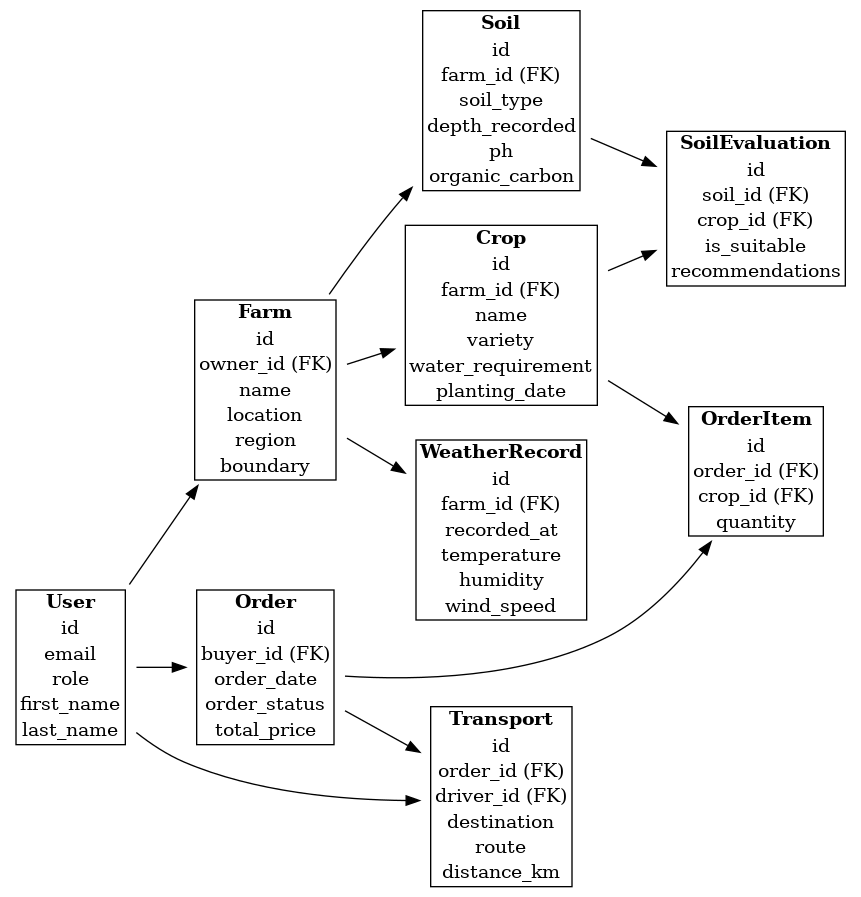 Soil
id
farm_id (FK)
soil_type
depth_recorded
ph
organic_carbon
SoilEvaluation
id
soil_id (FK)
crop_id (FK)
is_suitable
recommendations
Crop
id
farm_id (FK)
name
variety
water_requirement
planting_date
Farm
id
owner_id (FK)
name
location
region
boundary
OrderItem
id
order_id (FK)
crop_id (FK)
quantity
WeatherRecord
id
farm_id (FK)
recorded_at
temperature
humidity
wind_speed
User
id
email
role
first_name
last_name
Order
id
buyer_id (FK)
order_date
order_status
total_price
Transport
id
order_id (FK)
driver_id (FK)
destination
route
distance_km